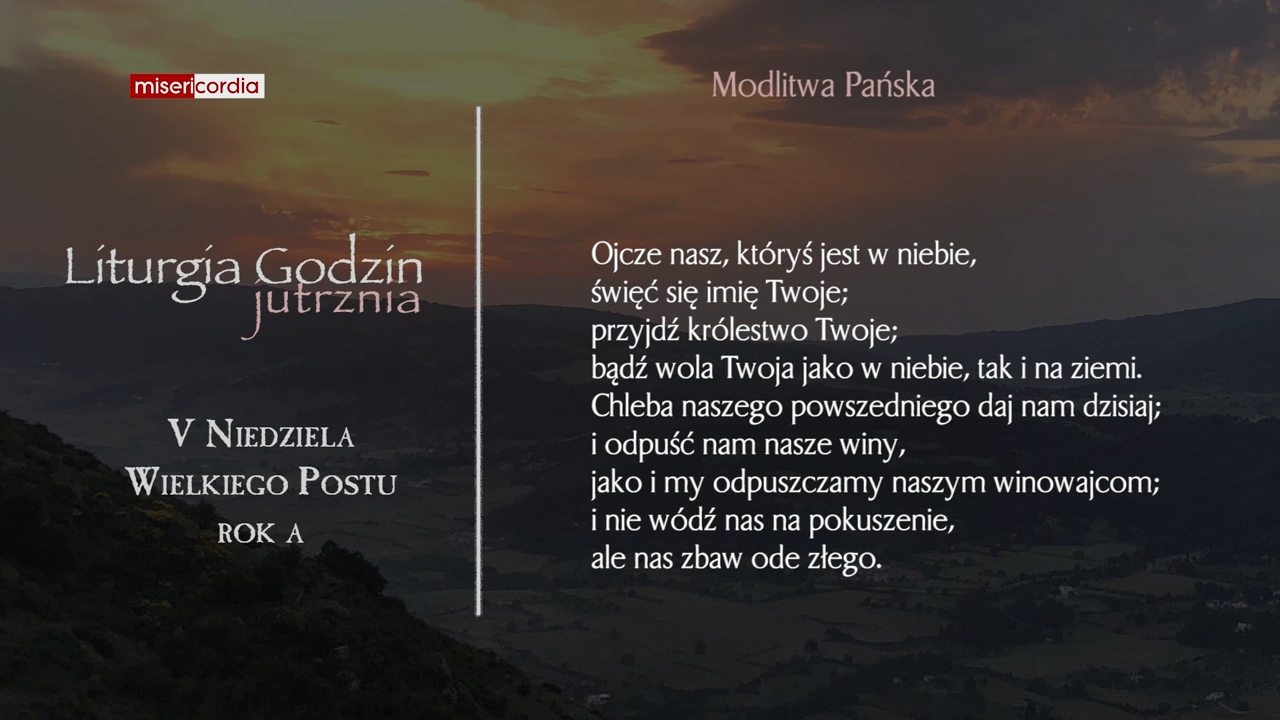 misericordia
Liturgia Godzin
jutrznia
V Niedziela
Wielkiego Postu
rok a
Modlitwa Pańska
Ojcze nasz, któryś jest w niebie,
święć się imię Twoje;
przyjdź królestwo Twoje;
bądź wola Twoja jako w niebie, tak i na ziemi.
Chleba naszego powszedniego daj nam dzisiaj;
i odpuść nam nasze winy,
jako i my odpuszczamy naszym winowajcom;
i nie wódź nas na pokuszenie,
ale nas zbaw ode złego.